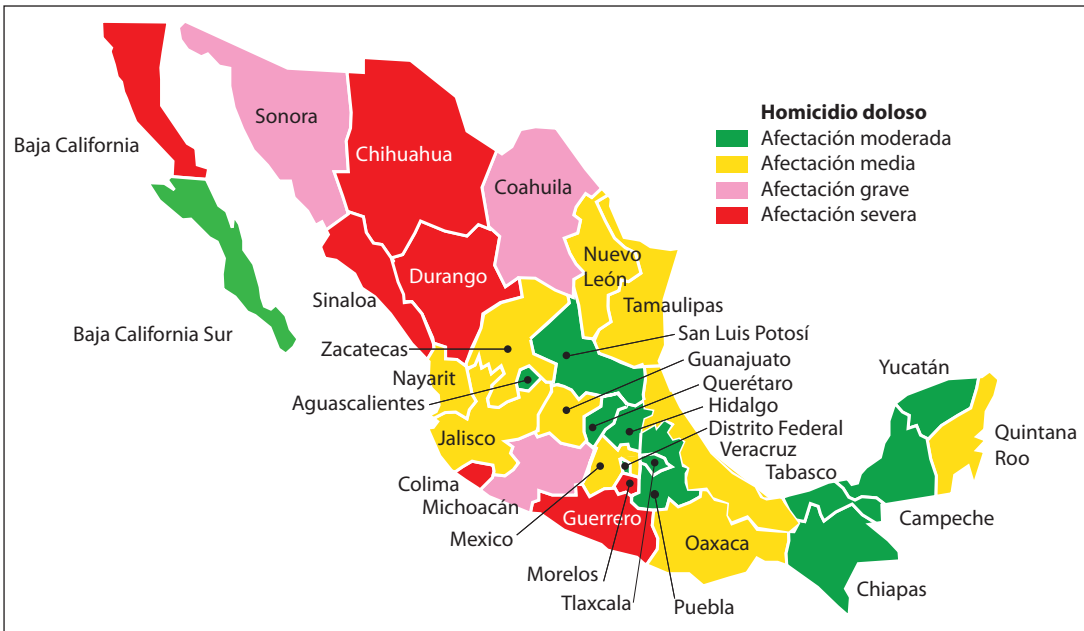 Homicidio doloso
Afectación moderada
Afectación media
Afectación grave
Afectación severa
Baja California
Sonora
Chihuahua
Coahuila
Nuevo
León
Durango
Sinaloa
Tamaulipas
Baja California Sur
San Luis Potosí
Zacatecas
Guanajuato
Nayarit
Querétaro
Aguascalientes
Hidalgo
Distrito Federal
Jalisco
Veracruz
Yucatán
Quintana
Roo
Tabasco
Colima
Michoacán
Campeche
Guerrero
Mexico
Oaxaca
Morelos
Chiapas
Tlaxcala
Puebla